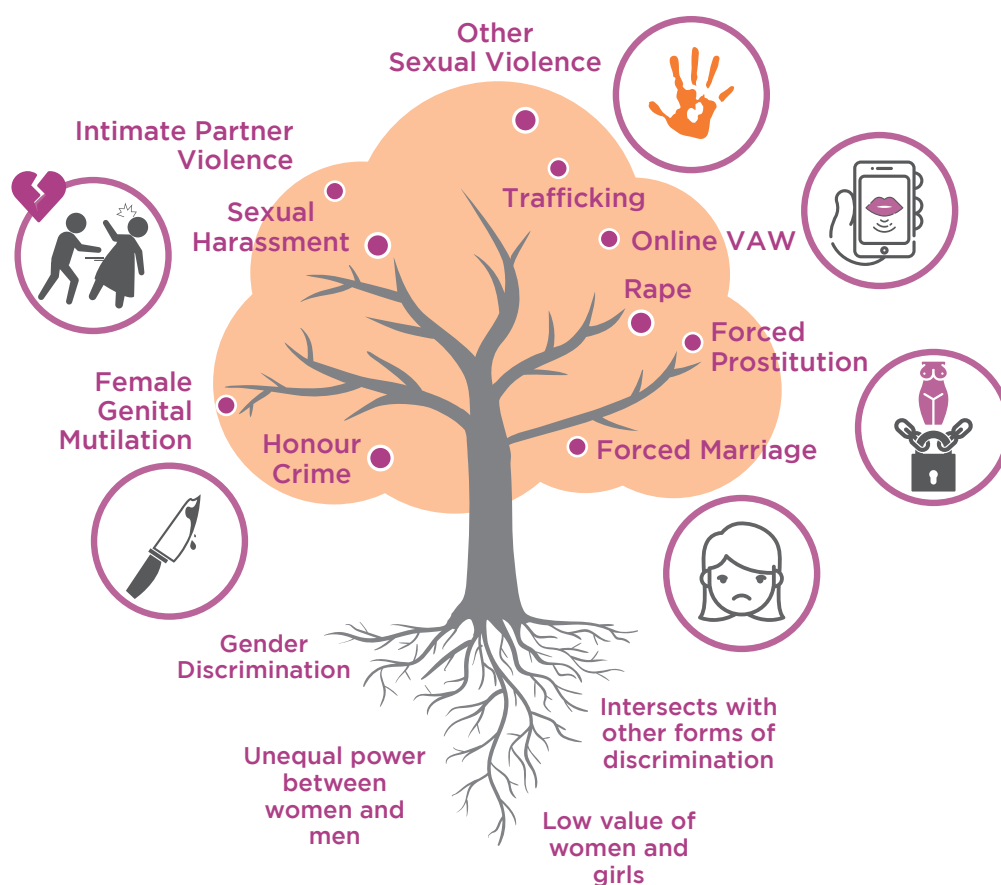 Other
Sexual Violence
Intimate Partner
Violence
Trafficking
Sexual
Harassment
Online VAW
Rape
Forced
Prostitution
Female
Genital
Mutilation
Honour
Crime
Forced Marriage
Gender
Discrimination
Intersects with
other forms of
discrimination
Unequal power
between
women and
men
Low value of
women and
girls